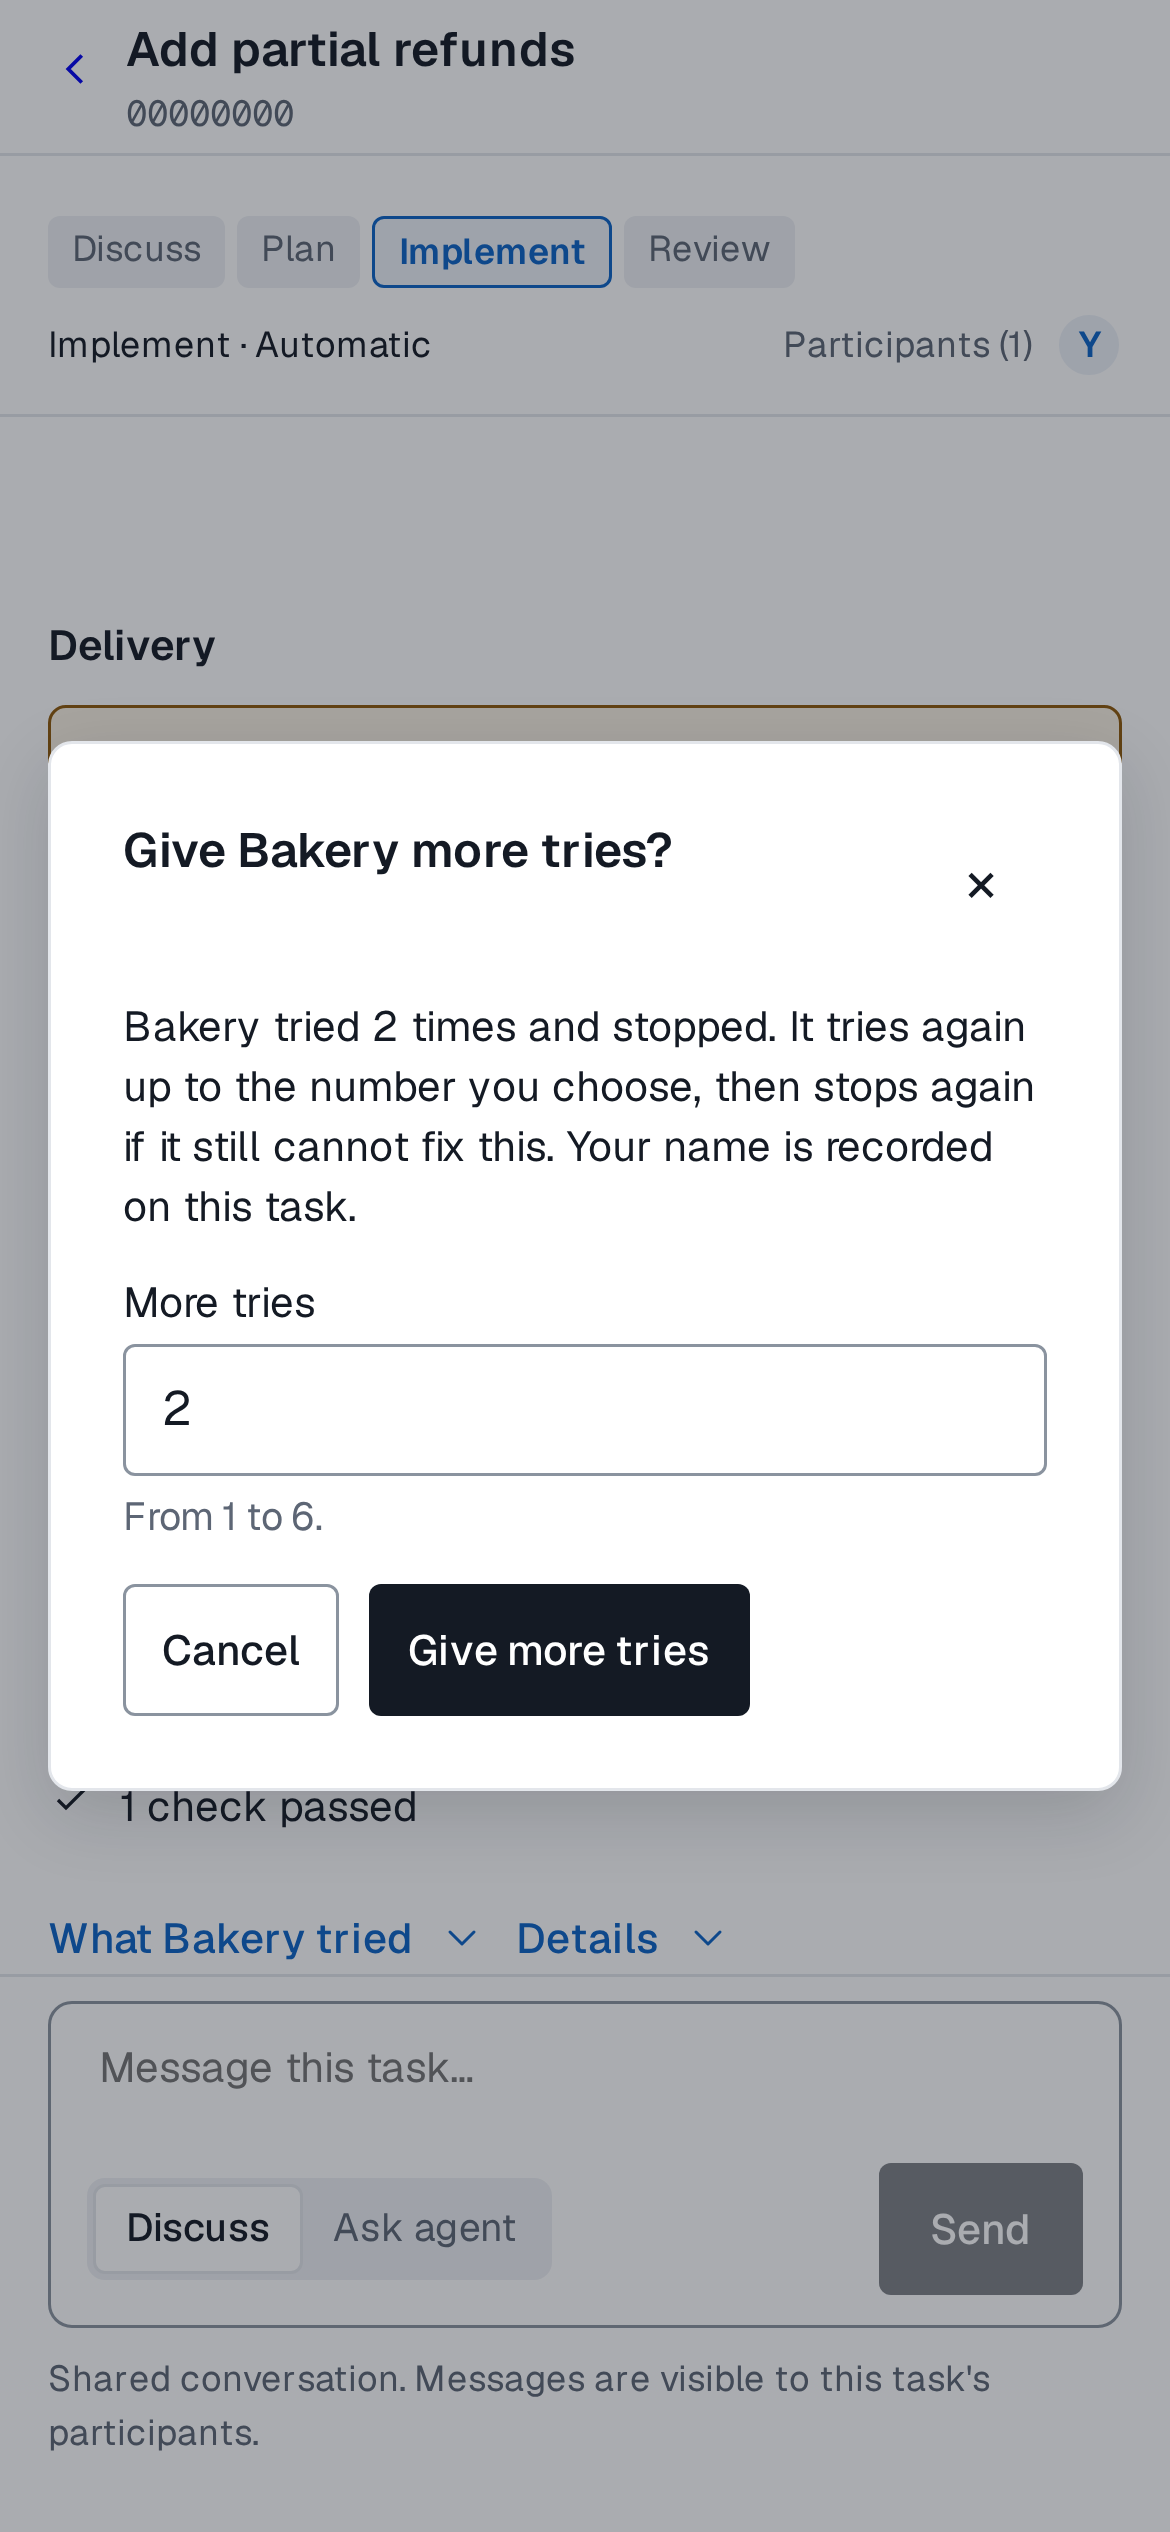 Add partial refunds
00000000
Discuss
Plan
Implement
Review
Implement · Automatic
Participants (1)
Y
Delivery
Give Bakery more tries?
Bakery tried 2 times and stopped. It tries again
up to the number you choose, then stops again
if it still cannot fix this. Your name is recorded
on this task.
More tries
2
From 1 to 6.
Cancel
Give more tries
1 check passed
What Bakery tried
Details
Message this task...
Discuss
Ask agent
Send
Shared conversation. Messages are visible to this task's
participants.